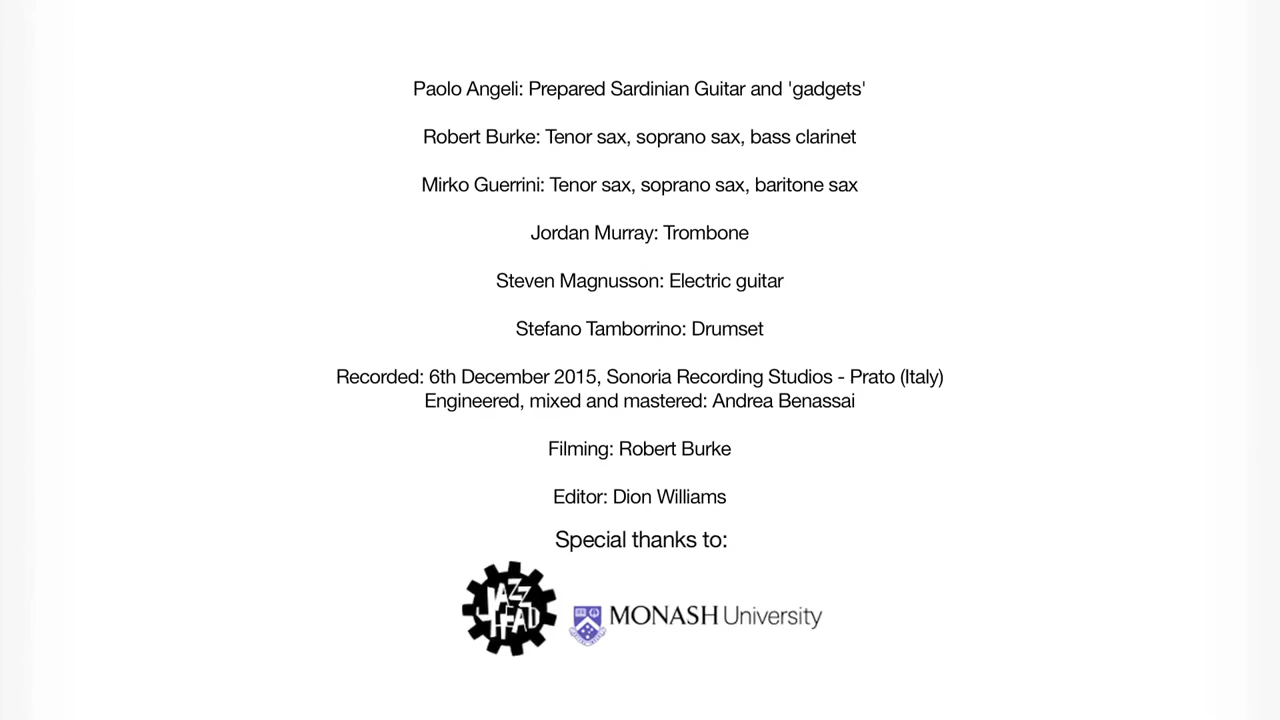 Paolo Angeli: Prepared Sardinian Guitar and 'gadgets'
Robert Burke: Tenor sax, soprano sax, bass clarinet
Mirko Guerrini: Tenor sax, soprano sax, baritone sax
Jordan Murray: Trombone
Steven Magnusson: Electric guitar
Stefano Tamborrino: Drumset
Recorded: 6th December 2015, Sonoria Recording Studios - Prato (Italy)
Engineered, mixed and mastered: Andrea Benassai
Filming: Robert Burke
Editor: Dion Williams
Special thanks to:
JAZZ
HEAD
MONASH University